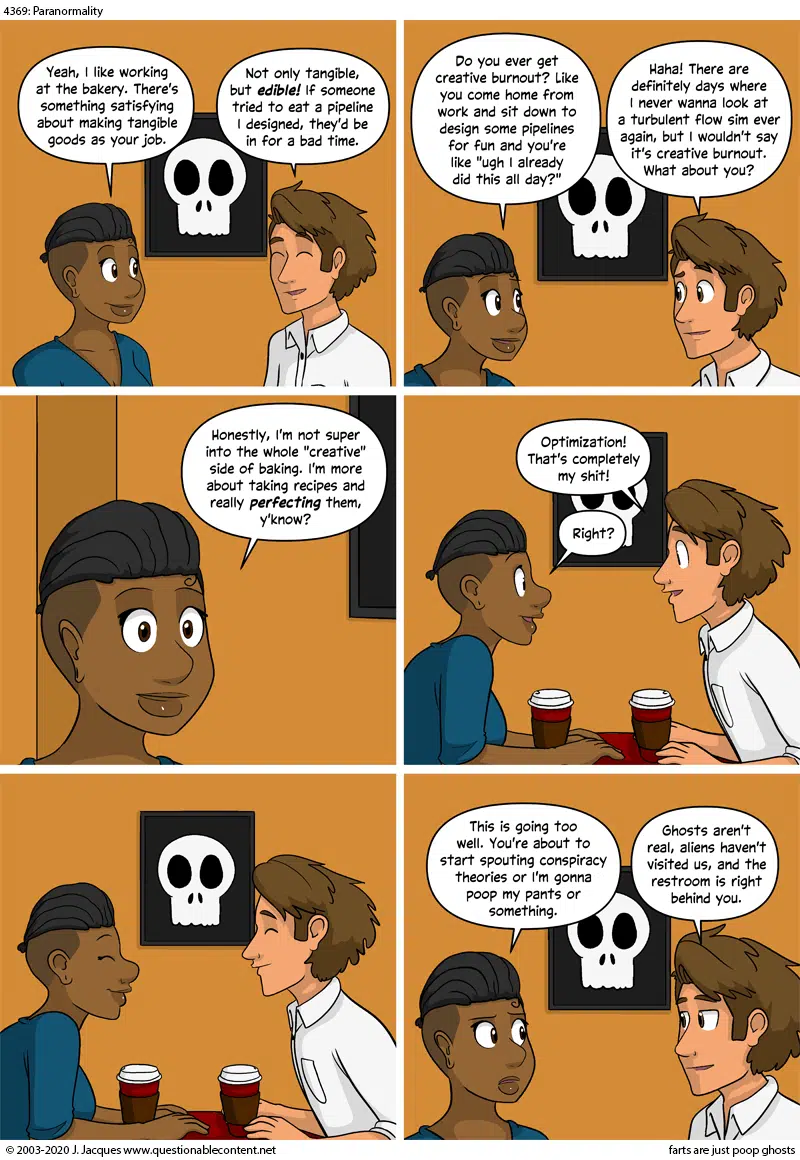 4369: Paranormality
Yeah, I like working
at the bakery. There's
something satisfying
about making tangible
goods as your job.
Not only tangible,
but edible! If someone
tried to eat a pipeline
I designed, they'd be
in for a bad time.
Do you ever get
creative burnout? Like
you come home from
work and sit down to
design some pipelines
for fun and you're
like "ugh I already
did this all day?"
Haha! There are
definitely days where
I never wanna look at
a turbulent flow sim ever
again, but I wouldn't say
it's creative burnout.
What about you?
Honestly, I'm not super
into the whole "creative"
side of baking. I'm more
about taking recipes and
really perfecting them,
y'know?
Optimization!
That's completely
my shit!
Right?
This is going too
well. You're about to
start spouting conspiracy
theories or I'm gonna
poop my pants or
something.
Ghosts aren't
real, aliens haven't
visited us, and the
restroom is right
behind you.
© 2003-2020 J. Jacques www.questionablecontent.net
farts are just poop ghosts